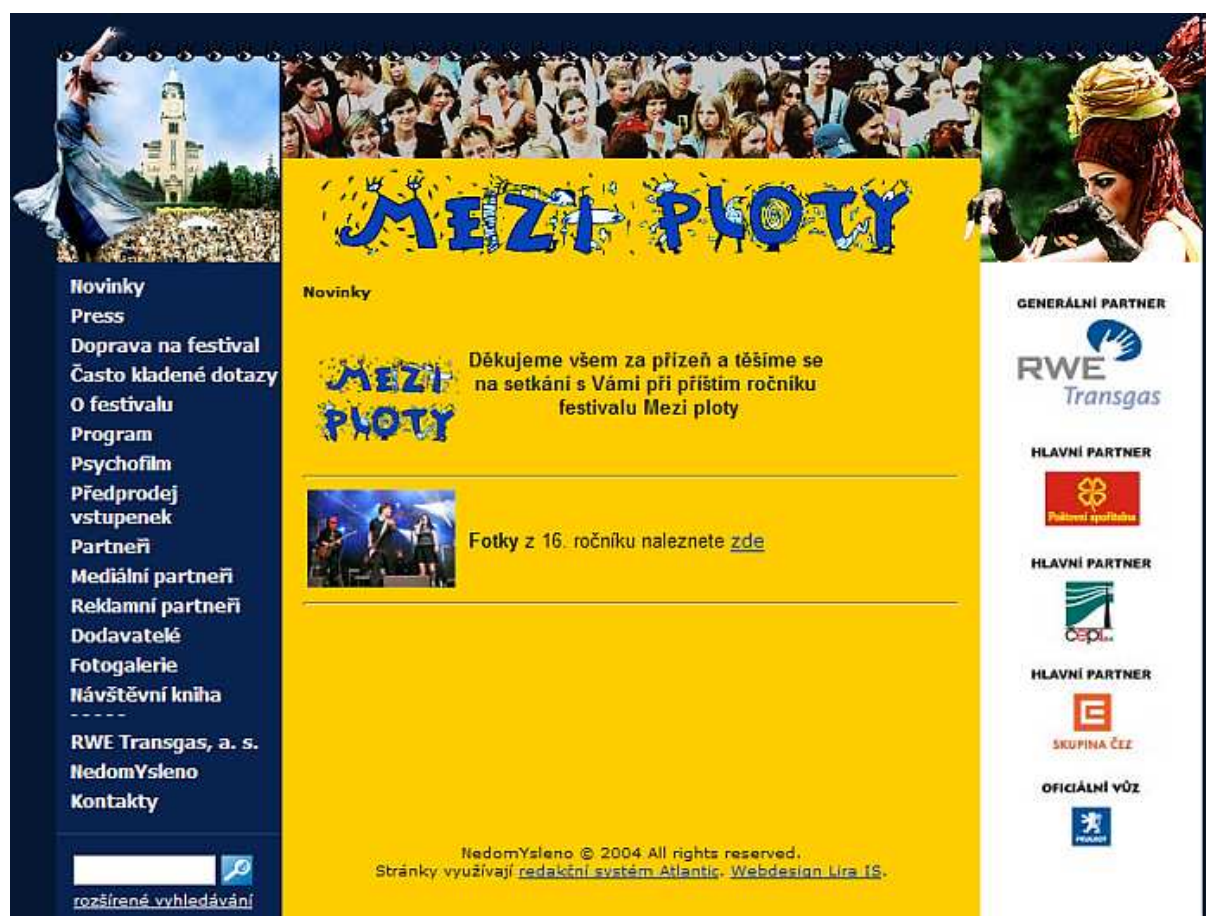 MEZI PLOTY
Novinky
Press
Doprava na festival
Často kladené dotazy
O festivalu
Program
Psychofilm
Předprodej
vstupenek
Partneři
Mediální partneři
Reklamní partneři
Dodavatelé
Fotogalerie
Návštěvní kniha
- - - - -
RWE Transgas, a. s.
NedomYsleno
Kontakty
rozšířené vyhledávání
Novinky
MEZI
PLOTY
Děkujeme všem za přízeň a těšíme se
na setkání s Vámi při příštím ročníku
festivalu Mezi ploty
Fotky z 16. ročníku naleznete zde
NedomYsleno © 2004 All rights reserved.
Stránky využívají redakční systém Atlantic. Webdesign Lira IS.
GENERÁLNÍ PARTNER
RWE
Transgas
HLAVNÍ PARTNER
Poštovní spořitelna
HLAVNÍ PARTNER
ČEPS
HLAVNÍ PARTNER
SKUPINA ČEZ
OFICIÁLNÍ VŮZ
PEUGEOT